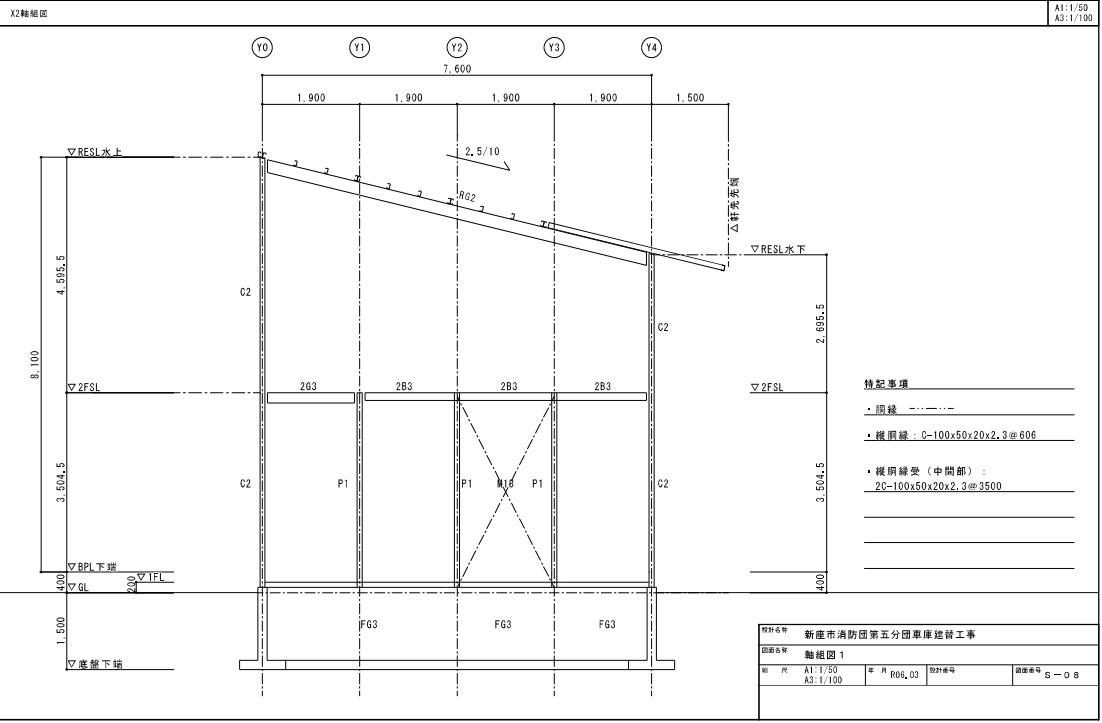 X2軸組図
A1:1/50
A3:1/100
Y0 Y1 Y2 Y3 Y4
7,600
1,900 1,900 1,900 1,900 1,500
▽RESL水上
2.5/10
RG2
△軒先先端
▽RESL水下
4,595.5
C2
C2
2,695.5
8,100
▽2FSL
2G3 2B3 2B3 2B3
▽2FSL
特記事項
・胴縁
・縦胴縁：C-100x50x20x2.3@606
・縦胴縁受（中間部）：
2C-100x50x20x2.3@3500
3,504.5
C2 P1 P1 M18 P1 C2
3,504.5
▽BPL下端
400
▽1FL
200
▽GL
400
1,500
FG3 FG3 FG3
▽底盤下端
設計名称 新座市消防団第五分団車庫建替工事
図面名称 軸組図1
縮尺 A1:1/50
A3:1/100
年月 R06.03 設計番号 図面番号 S-08